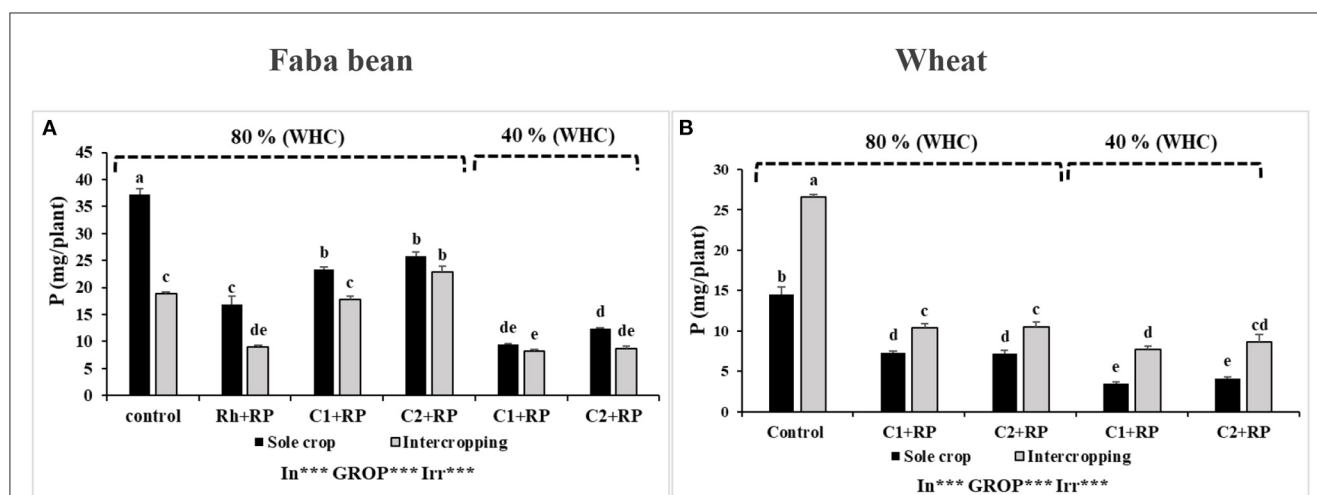 Faba bean
Wheat
A
80 % (WHC)
40 % (WHC)
P (mg/plant)
45
40
35
30
25
20
15
10
5
0
a
c
c
de
b
c
b
b
de
e
d
de
control
Rh+RP
C1+RP
C2+RP
C1+RP
C2+RP
Sole crop
Intercropping
In*** GROP*** Irr***
B
80 % (WHC)
40 % (WHC)
P (mg/plant)
30
25
20
15
10
5
0
b
a
d
c
d
c
e
d
e
cd
Control
C1+RP
C2+RP
C1+RP
C2+RP
Sole crop
Intercropping
In*** GROP*** Irr***